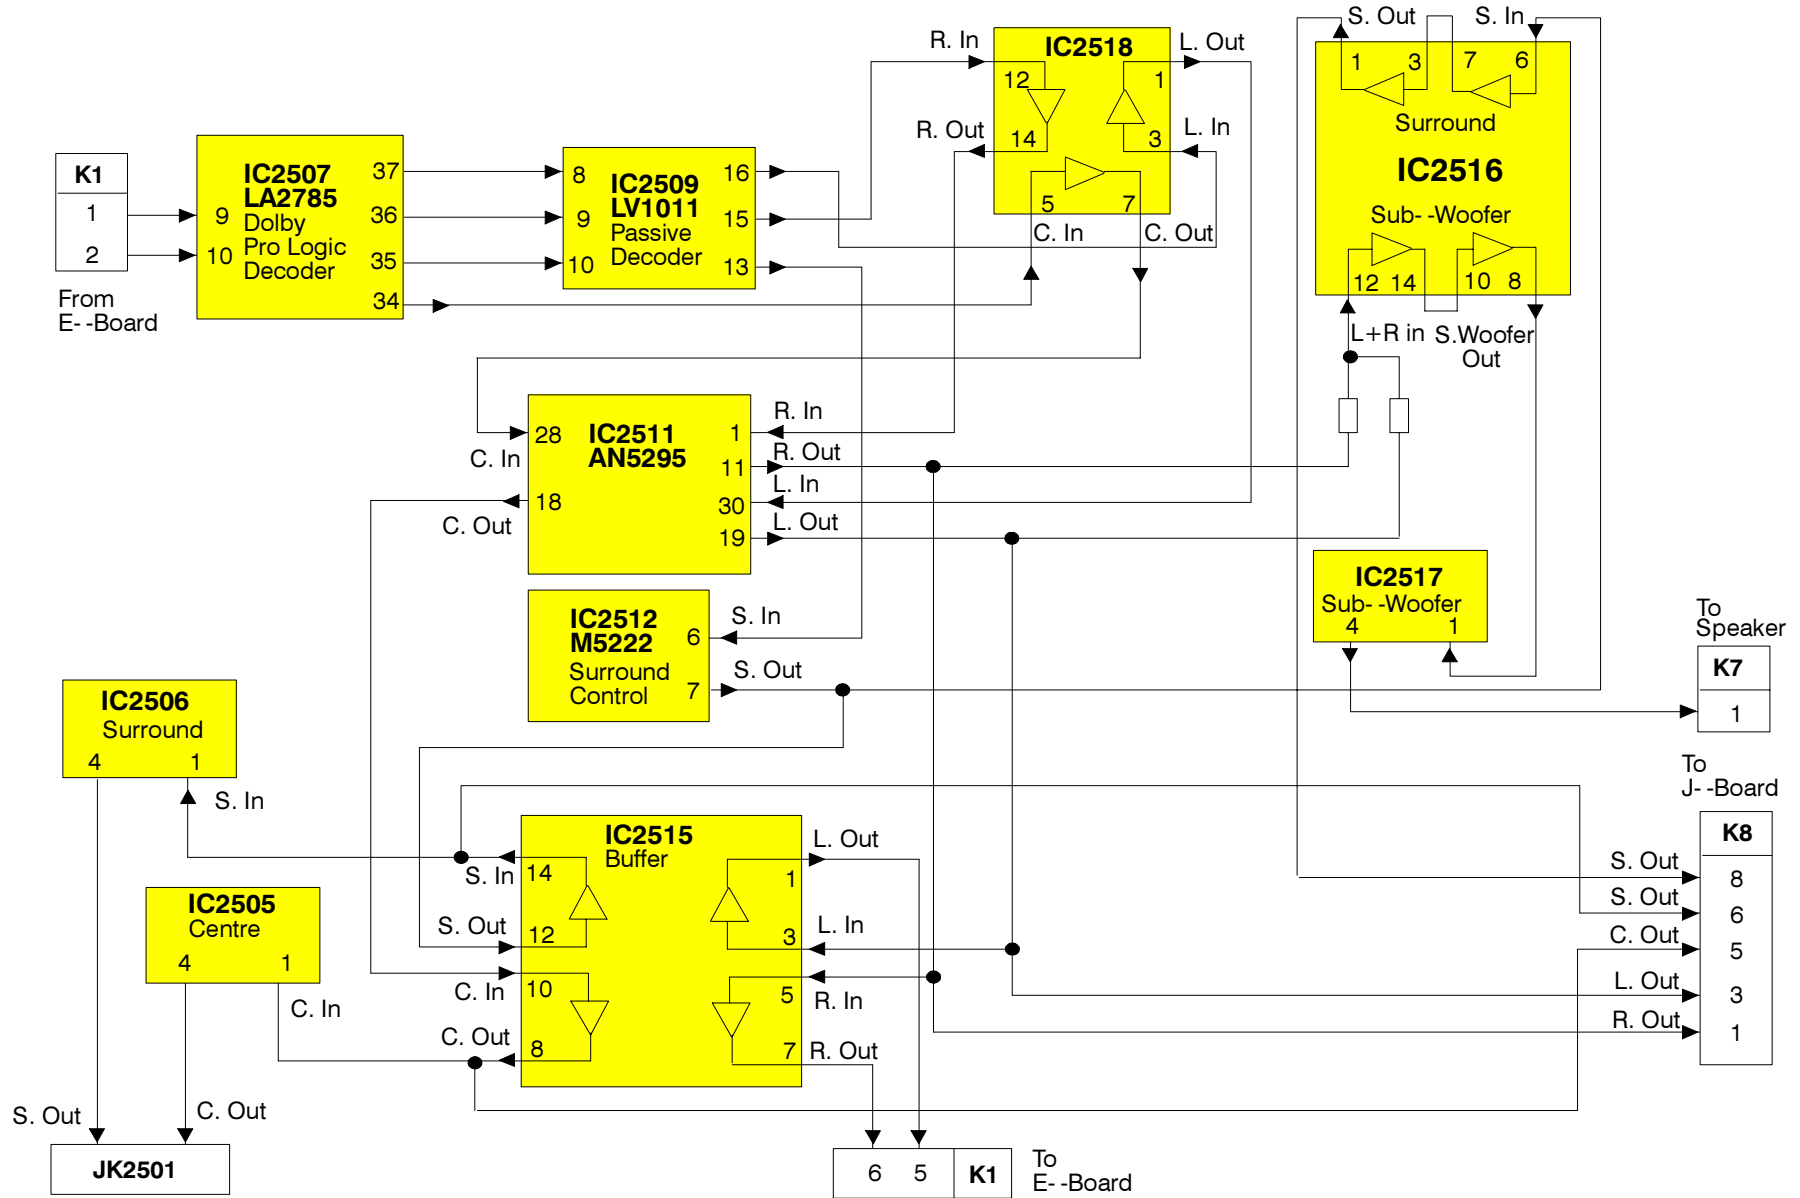 K1
1
2
From
E- -Board
IC2507
LA2785
Dolby
Pro Logic
Decoder
9
10
37
36
35
34
IC2509
LV1011
Passive
Decoder
8
9
10
16
15
13
R. In
R. Out
IC2518
12
14
1
3
5
7
L. Out
L. In
C. In
C. Out
S. Out
S. In
1
3
7
6
Surround
IC2516
Sub- -Woofer
12
14
10
8
L+R in
S.Woofer
Out
IC2511
AN5295
28
18
1
11
30
19
C. In
C. Out
R. In
R. Out
L. In
L. Out
IC2512
M5222
Surround
Control
6
7
S. In
S. Out
IC2517
Sub- -Woofer
4
1
To
Speaker
K7
1
IC2506
Surround
4
1
S. In
IC2505
Centre
4
1
C. In
S. Out
C. Out
JK2501
IC2515
Buffer
14
12
10
8
1
3
5
7
S. In
S. Out
C. In
C. Out
L. Out
L. In
R. In
R. Out
6
5
K1
To
E- -Board
To
J- -Board
K8
S. Out
8
S. Out
6
C. Out
5
L. Out
3
R. Out
1